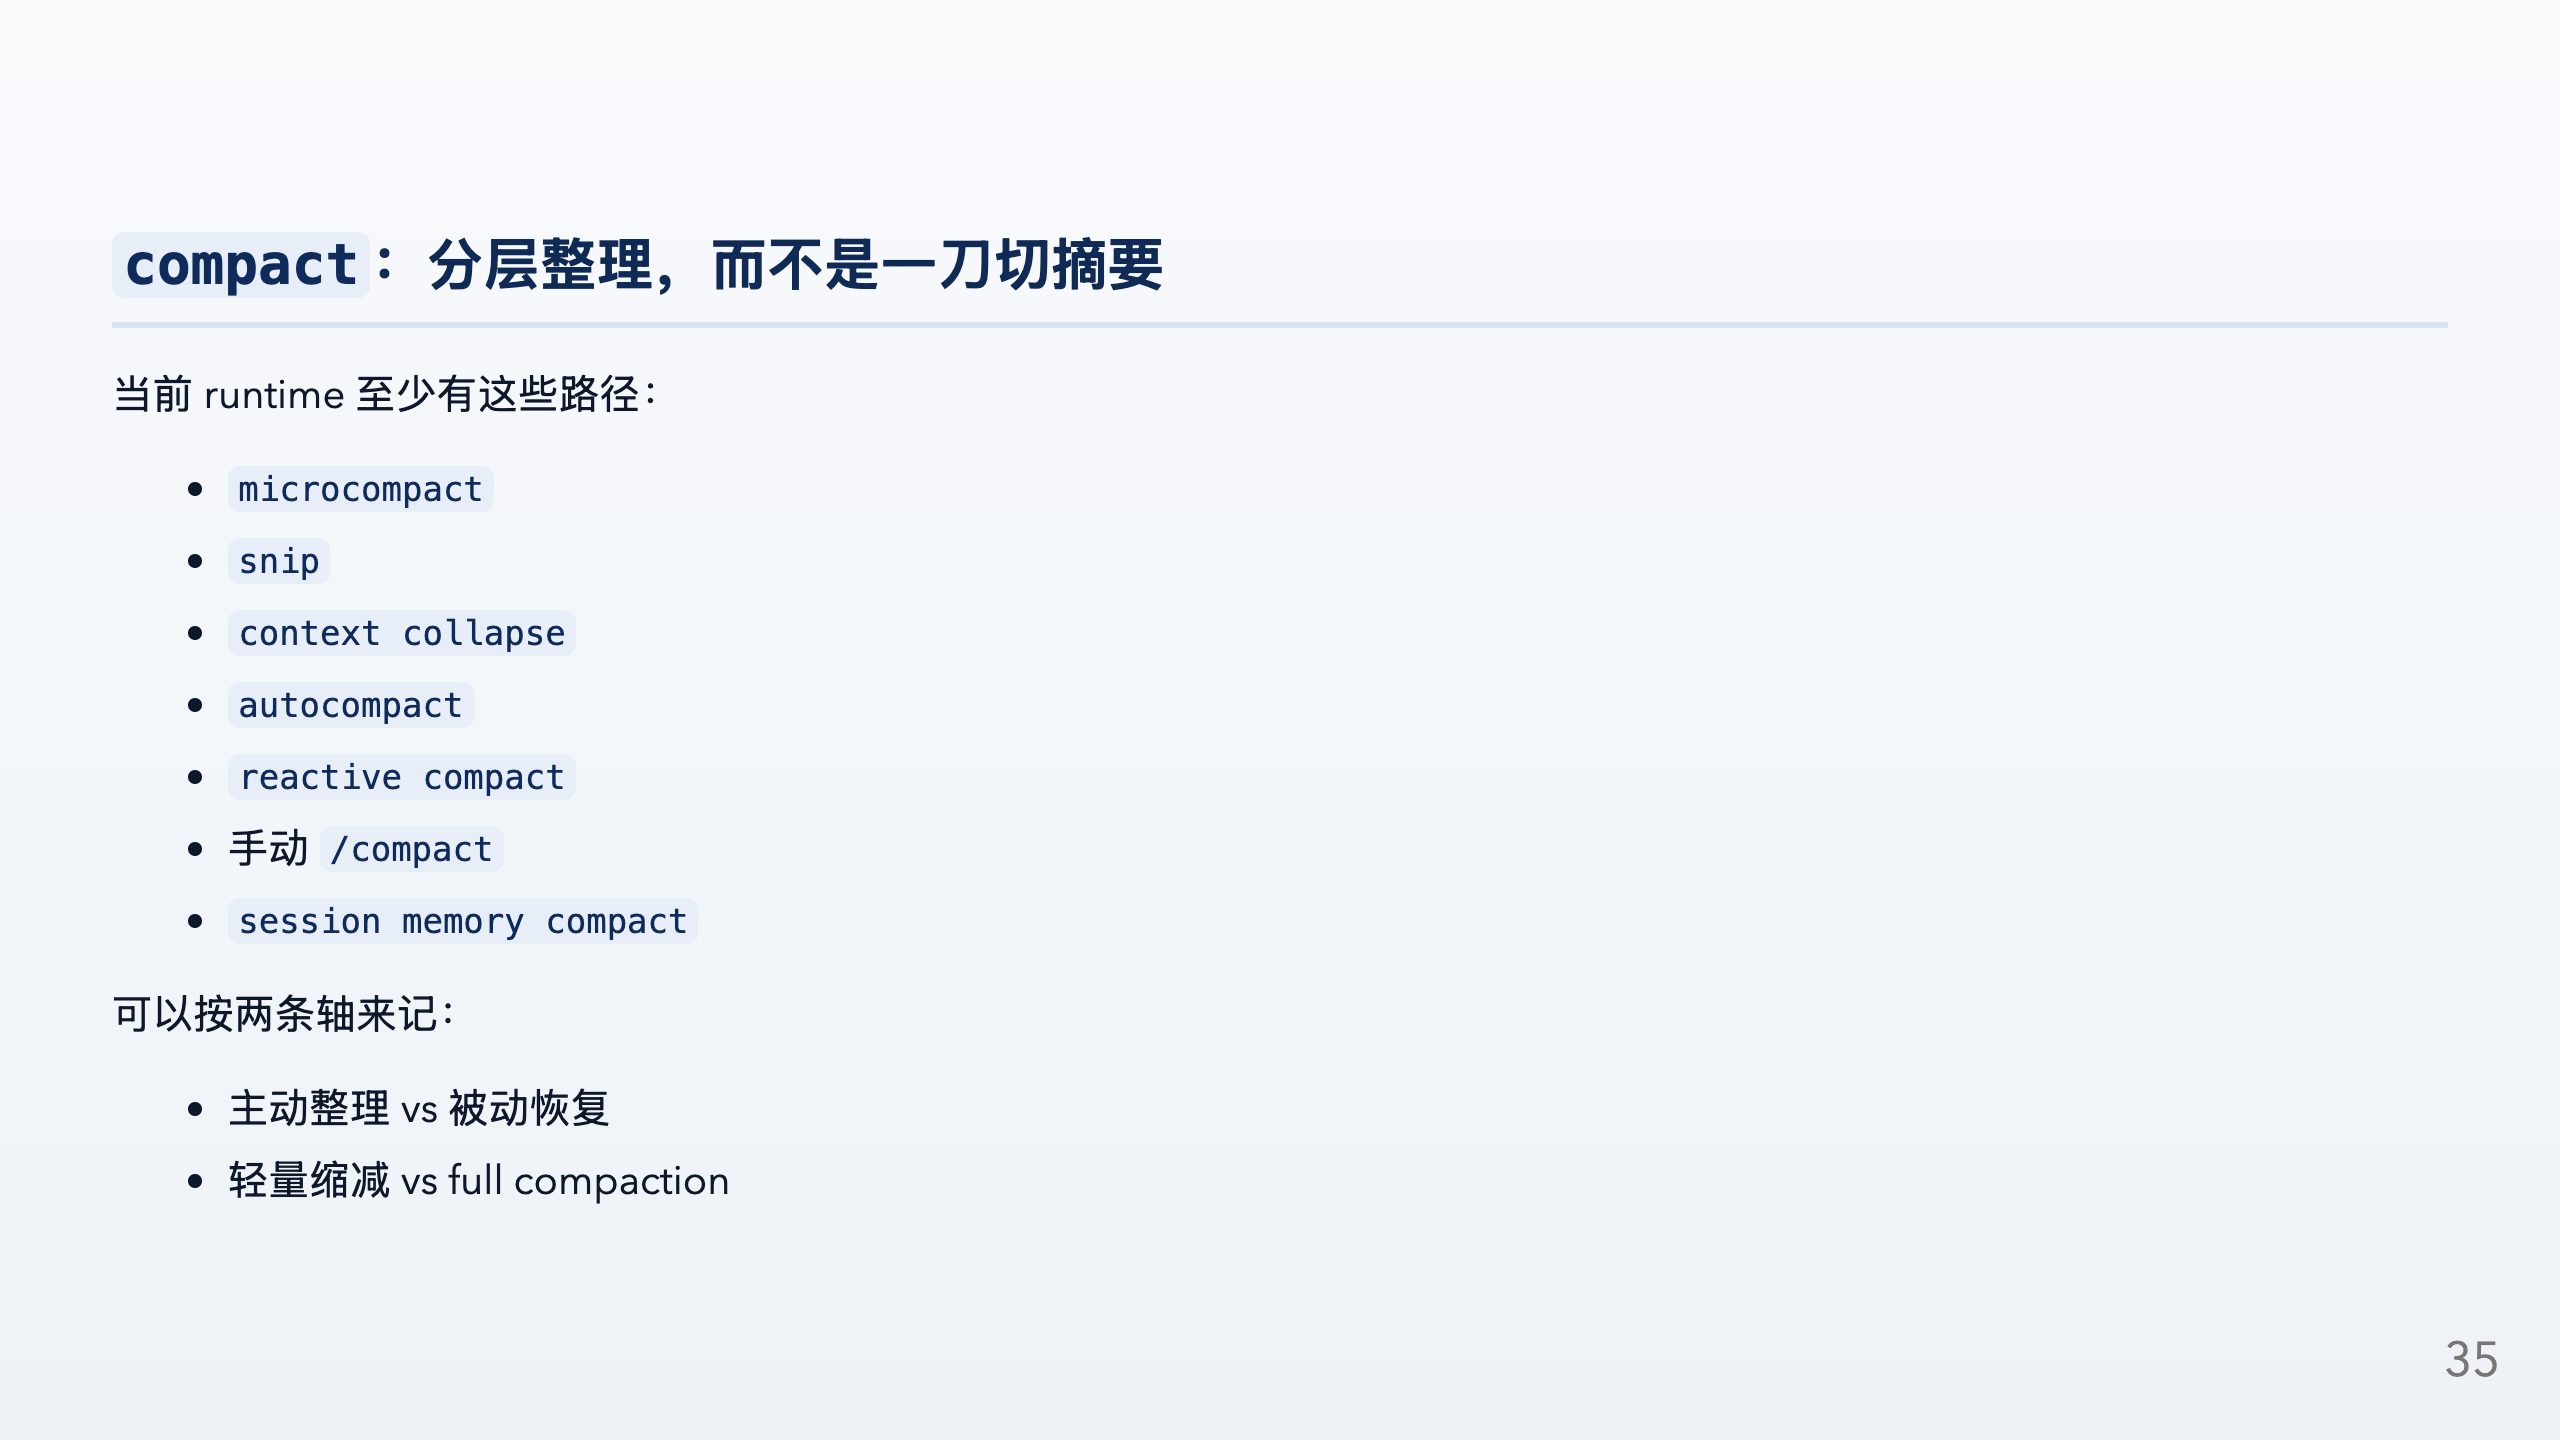 compact：分层整理，而不是一刀切摘要
当前 runtime 至少有这些路径：
• microcompact
• snip
• context collapse
• autocompact
• reactive compact
• 手动 /compact
• session memory compact
可以按两条轴来记：
• 主动整理 vs 被动恢复
• 轻量缩减 vs full compaction
35